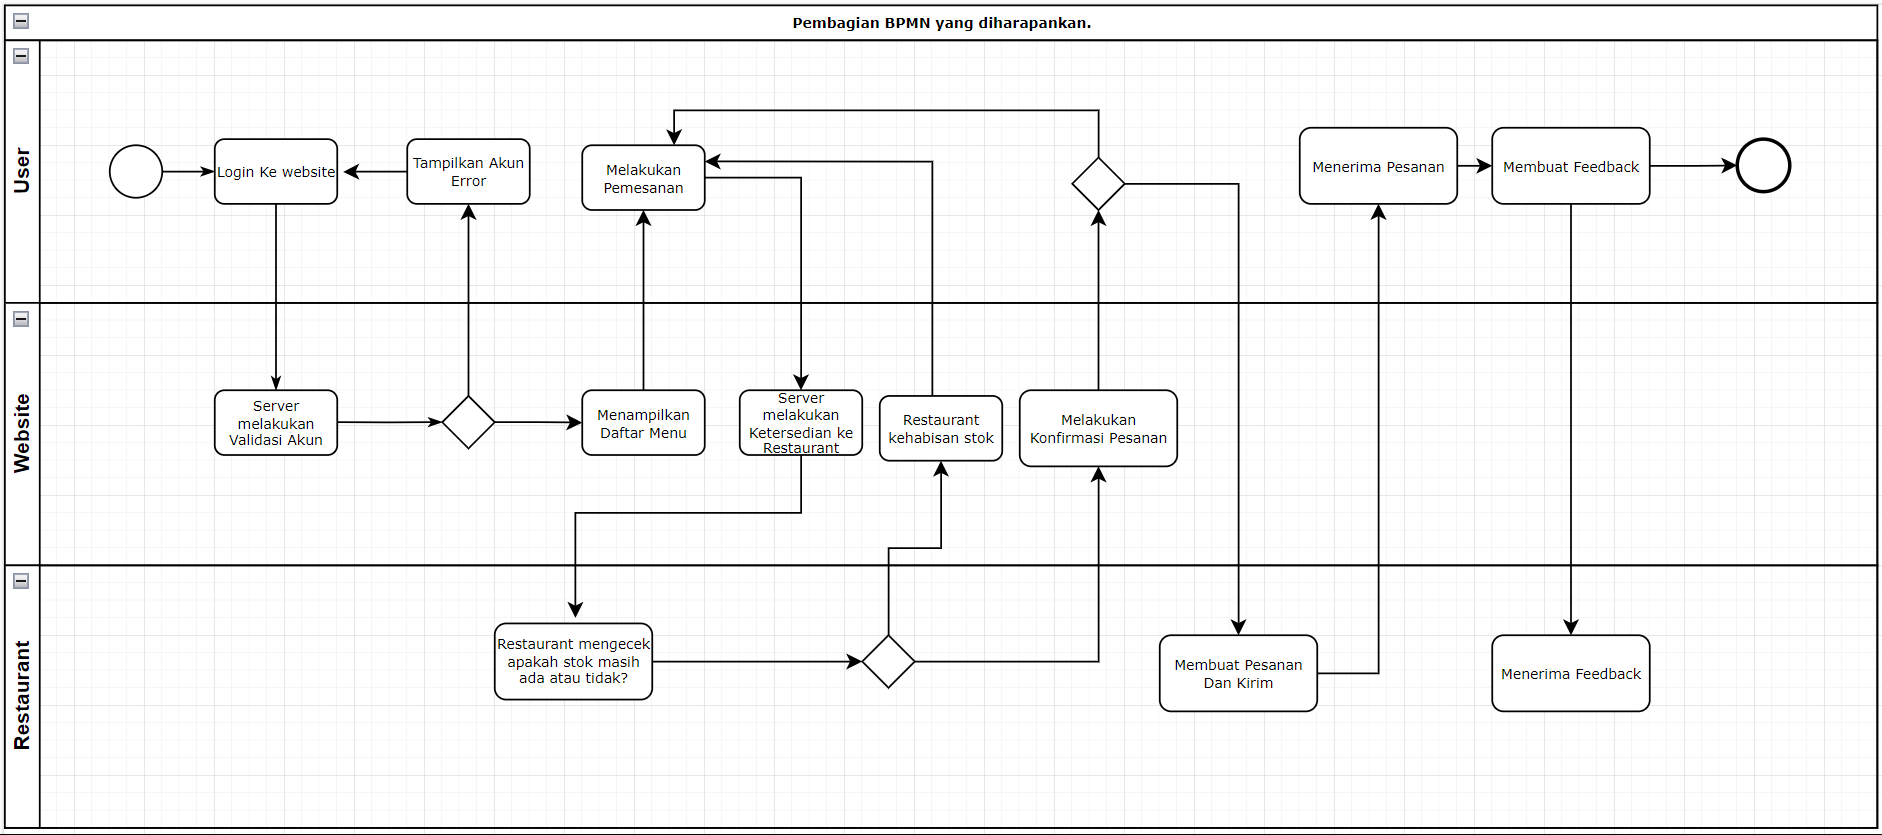 Pembagian BPMN yang diharapankan.
User
Login Ke website
Tampilkan Akun
Error
Melakukan
Pemesanan
Menerima Pesanan
Membuat Feedback
Website
Server
melakukan
Validasi Akun
Menampilkan
Daftar Menu
Server
melakukan
Ketersedian ke
Restaurant
Restaurant
kehabisan stok
Melakukan
Konfirmasi Pesanan
Restaurant
Restaurant mengecek
apakah stok masih
ada atau tidak?
Membuat Pesanan
Dan Kirim
Menerima Feedback